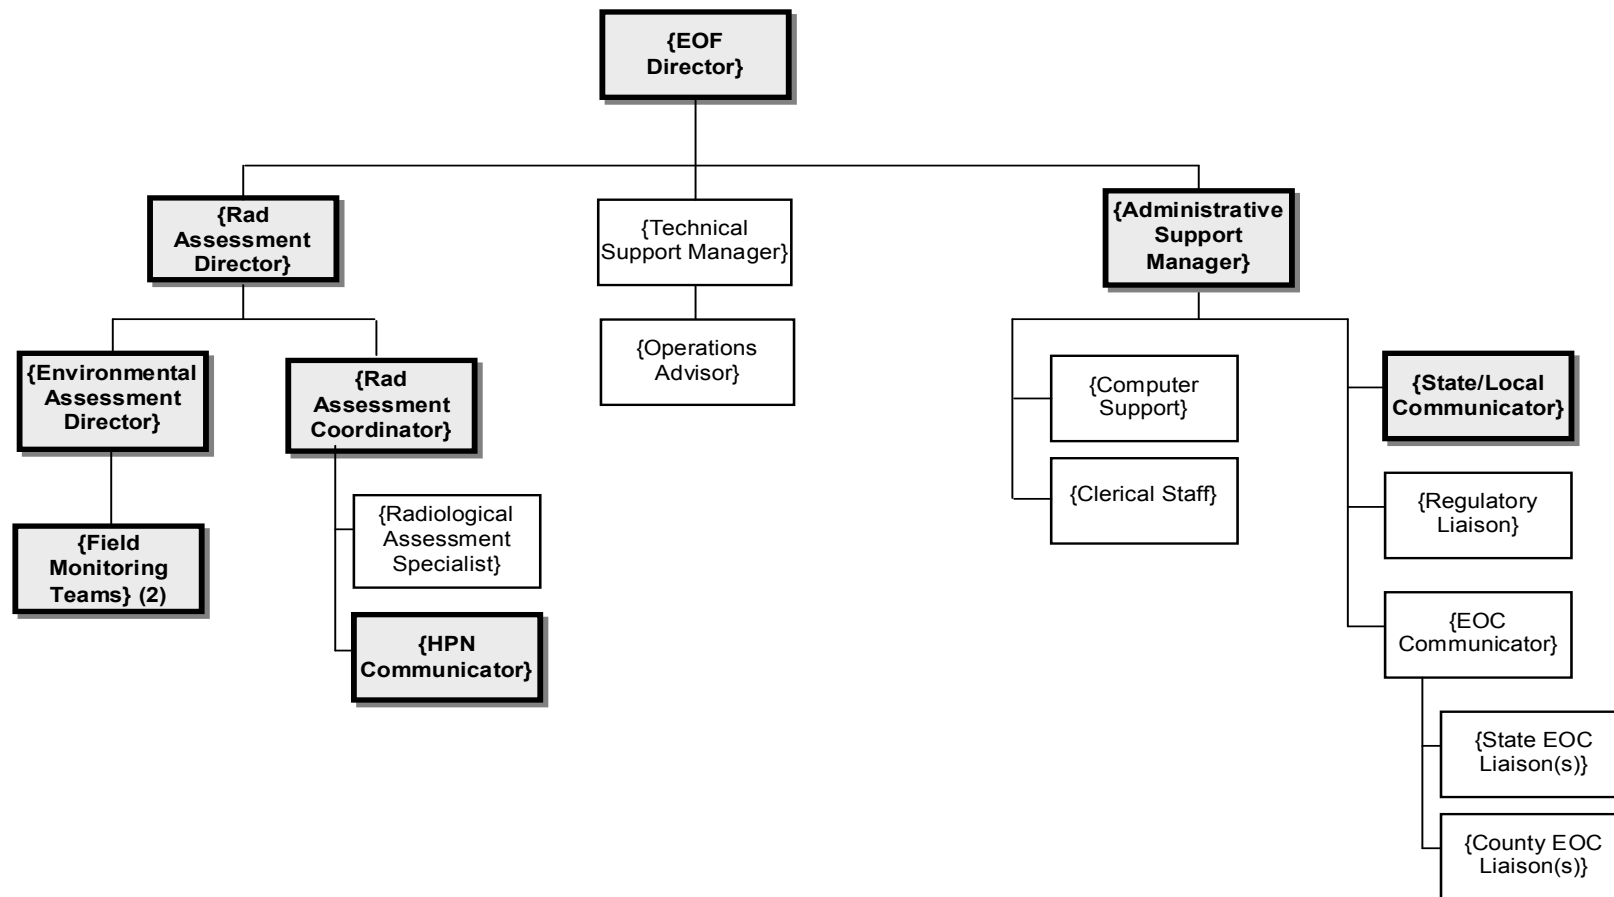 {EOF
Director}
{Rad
Assessment
Director}
{Technical
Support Manager}
{Administrative
Support
Manager}
{Environmental
Assessment
Director}
{Rad
Assessment
Coordinator}
{Operations
Advisor}
{Computer
Support}
{State/Local
Communicator}
{Field
Monitoring
Teams} (2)
{Radiological
Assessment
Specialist}
{Clerical Staff}
{Regulatory
Liaison}
{HPN
Communicator}
{EOC
Communicator}
{State EOC
Liaison(s)}
{County EOC
Liaison(s)}